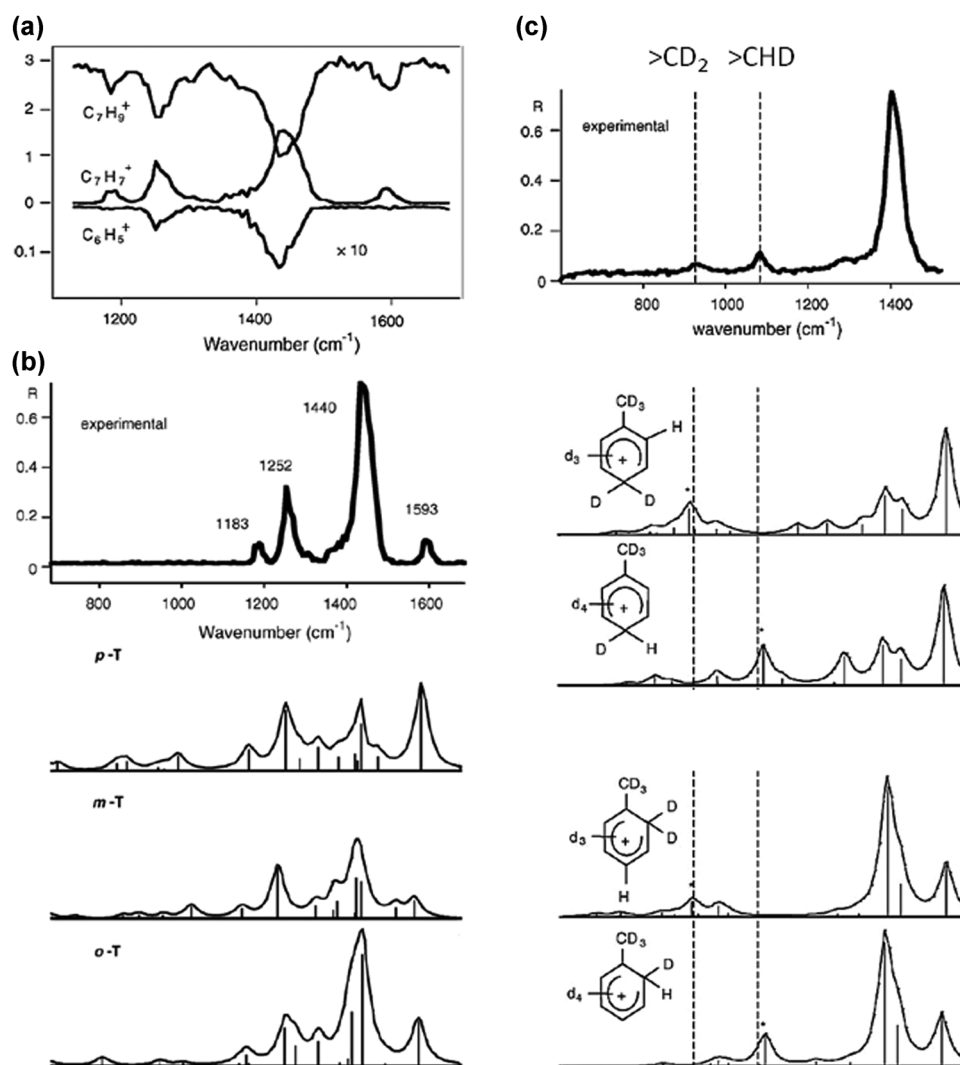 (a)
3
2
1
0
0.1
C7H9+
C7H7+
C6H5+
× 10
1200 1400 1600
Wavenumber (cm-1)
(b)
R
0.6
0.4
0.2
0
experimental
1183
1252
1440
1593
800 1000 1200 1400 1600
Wavenumber (cm-1)
p-T
m-T
o-T
(c)
>CD2 >CHD
R
0.6
0.4
0.2
0
experimental
800 1000 1200 1400
wavenumber (cm-1)
CD3
H
d3
+
D D
*
CD3
d4
+
D H
*
CD3
D
D
d3
+
H
*
CD3
D
H
d4
+
*